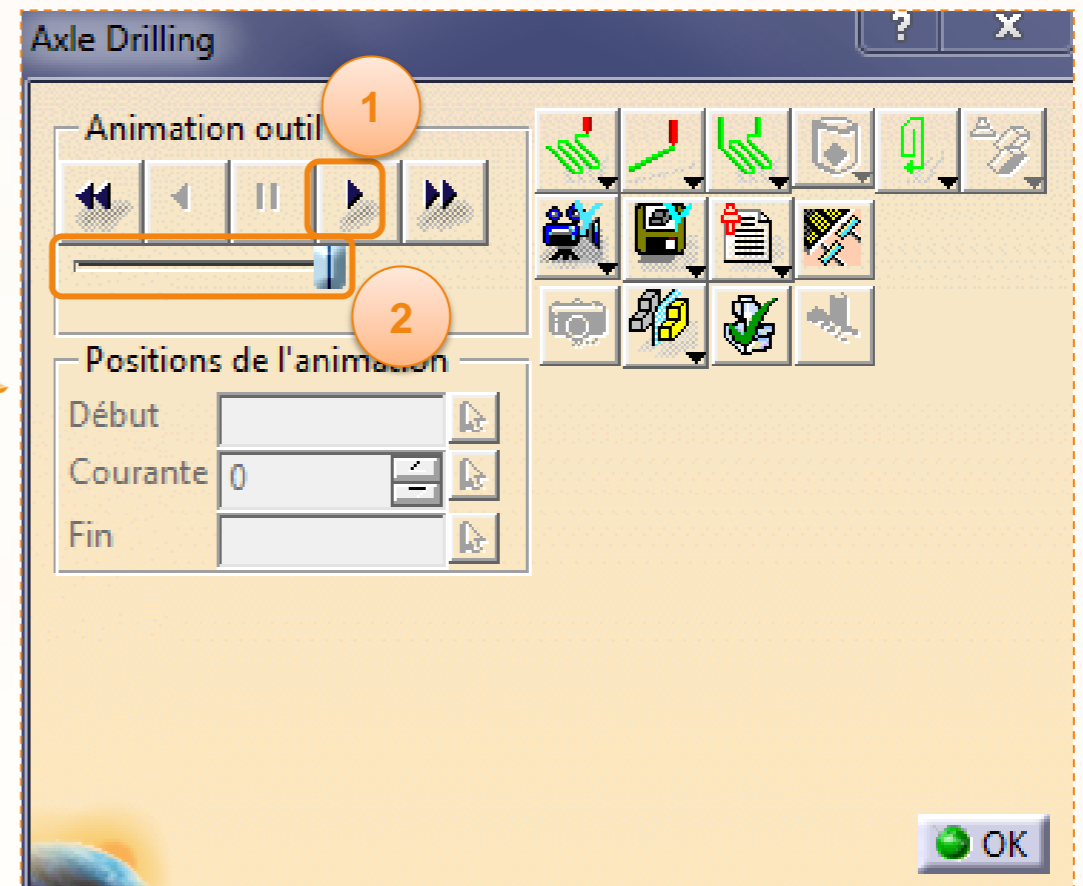 Axle Drilling
? X
Animation outil
1
2
Positions de l'animation
Début
Courante 0
Fin
OK